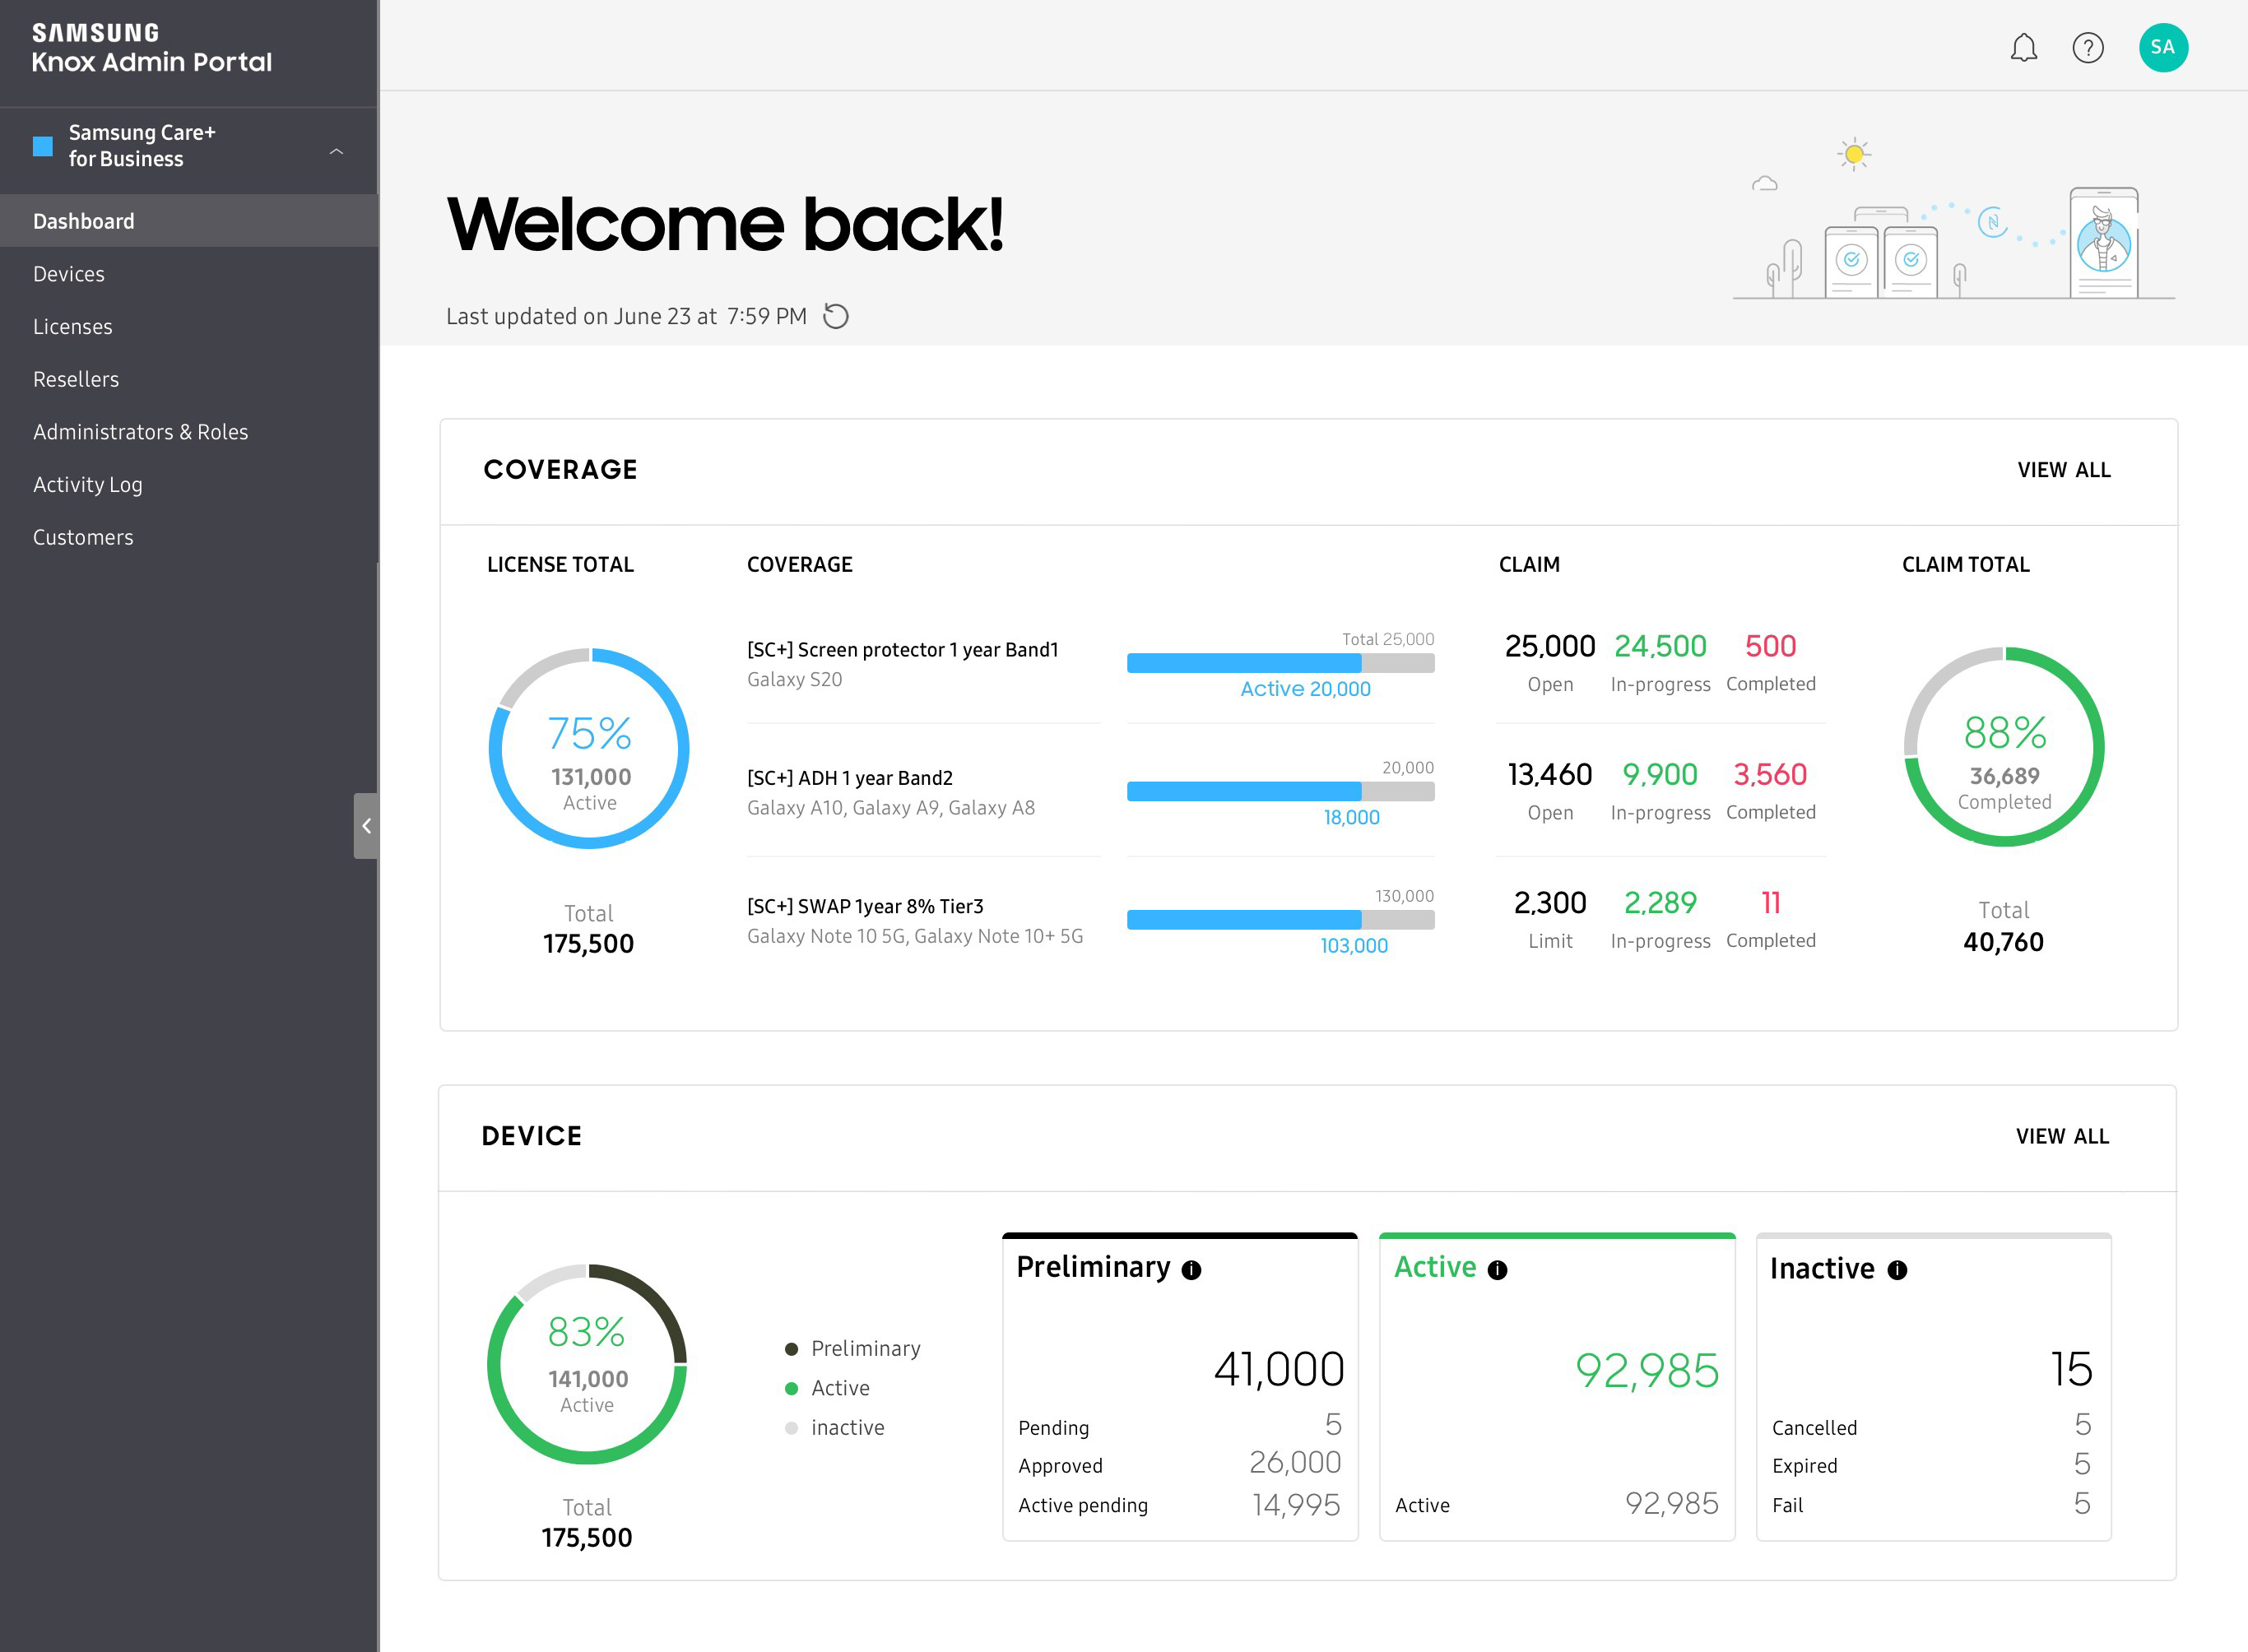 SAMSUNG
Knox Admin Portal
SA
Samsung Care+
for Business
Dashboard
Devices
Licenses
Resellers
Administrators & Roles
Activity Log
Customers
Welcome back!
Last updated on June 23 at 7:59 PM
N
COVERAGE
VIEW ALL
LICENSE TOTAL
COVERAGE
CLAIM
CLAIM TOTAL
75%
131,000
Active
Total
175,500
[SC+] Screen protector 1 year Band1
Galaxy S20
Total 25,000
Active 20,000
25,000 24,500 500
Open In-progress Completed
[SC+] ADH 1 year Band2
Galaxy A10, Galaxy A9, Galaxy A8
20,000
18,000
13,460 9,900 3,560
Open In-progress Completed
[SC+] SWAP 1year 8% Tier3
Galaxy Note 10 5G, Galaxy Note 10+ 5G
130,000
103,000
2,300 2,289 11
Limit In-progress Completed
88%
36,689
Completed
Total
40,760
DEVICE
VIEW ALL
83%
141,000
Active
Total
175,500
Preliminary
Active
inactive
Preliminary
41,000
Pending 5
Approved 26,000
Active pending 14,995
Active
92,985
Active 92,985
Inactive
15
Cancelled 5
Expired 5
Fail 5